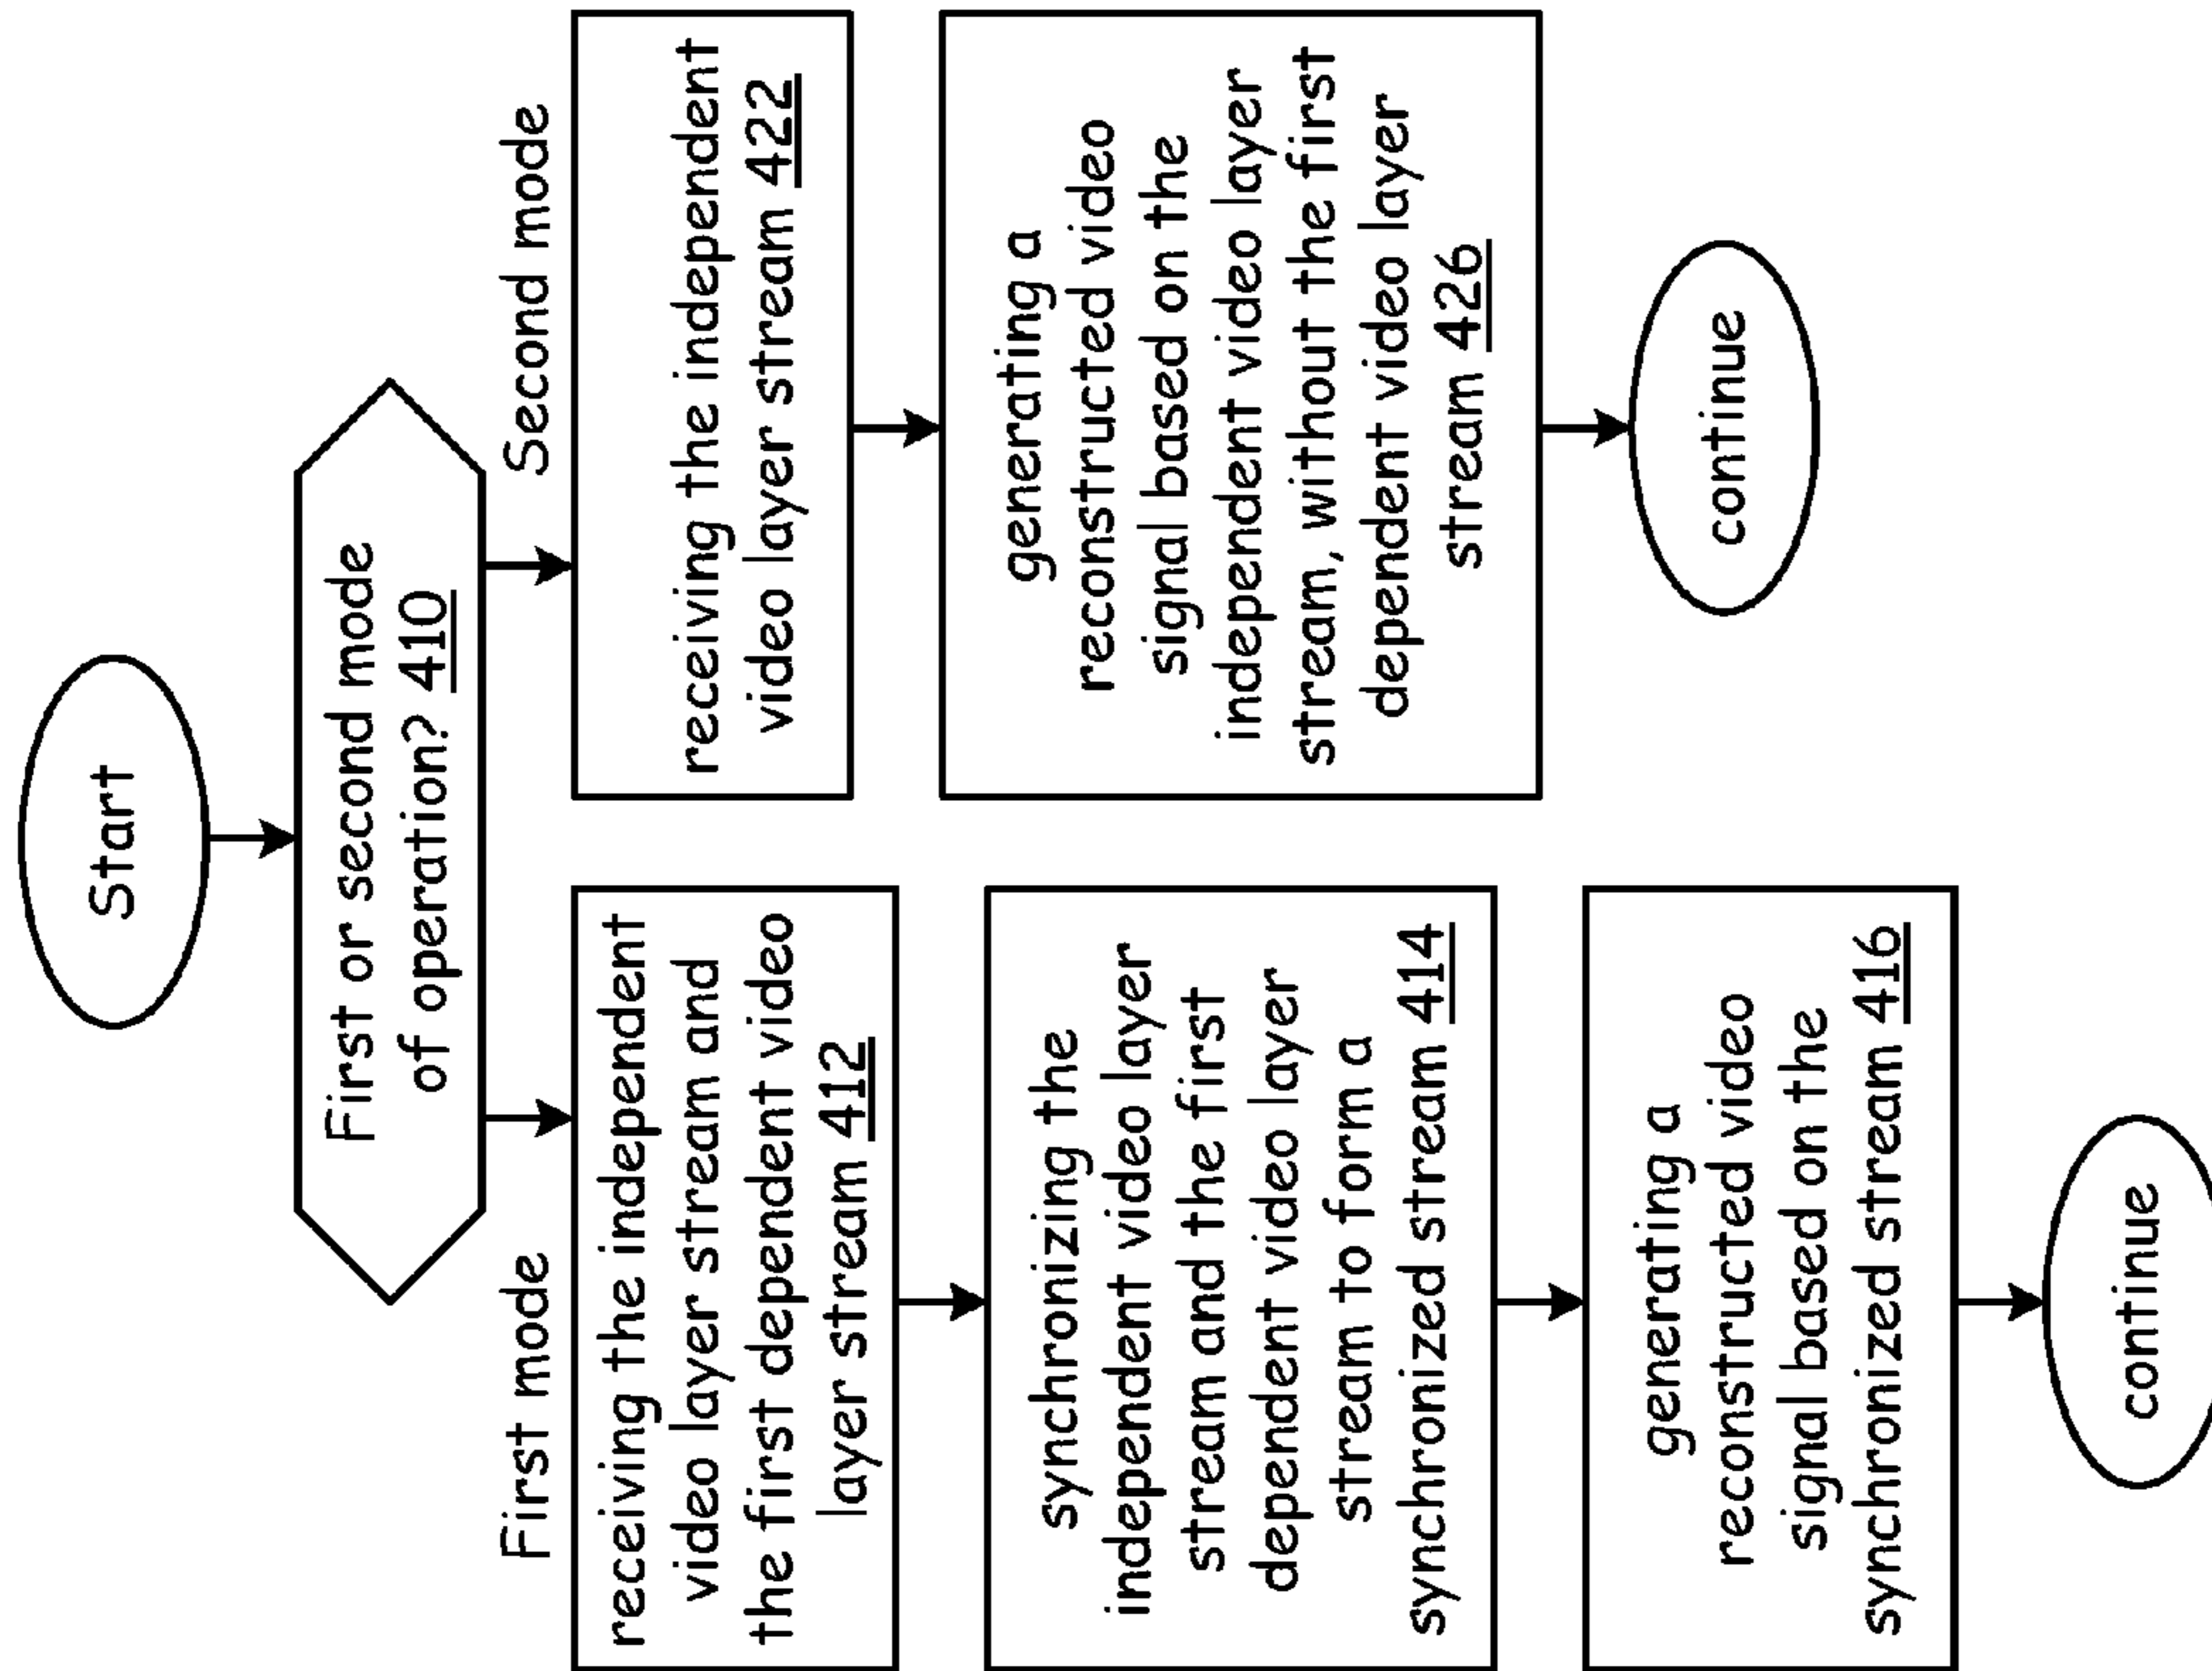 Start
First or second mode
of operation? 410
First mode
receiving the independent
video layer stream and
the first dependent video
layer stream 412
synchronizing the
independent video layer
stream and the first
dependent video layer
stream to form a
synchronized stream 414
generating a
reconstructed video
signal based on the
synchronized stream 416
continue
Second mode
receiving the independent
video layer stream 422
generating a
reconstructed video
signal based on the
independent video layer
stream, without the first
dependent video layer
stream 426
continue